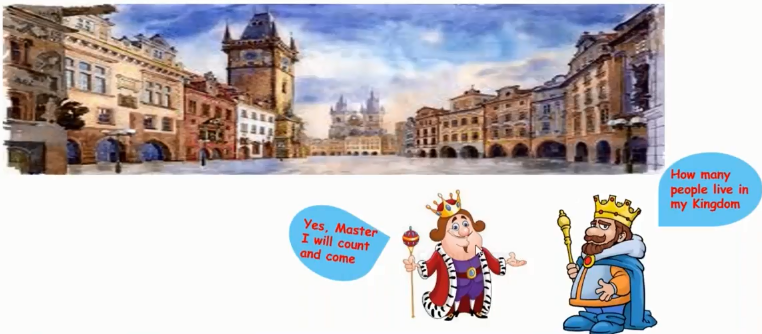 How many
people live in
my Kingdom
Yes, Master
I will count
and come